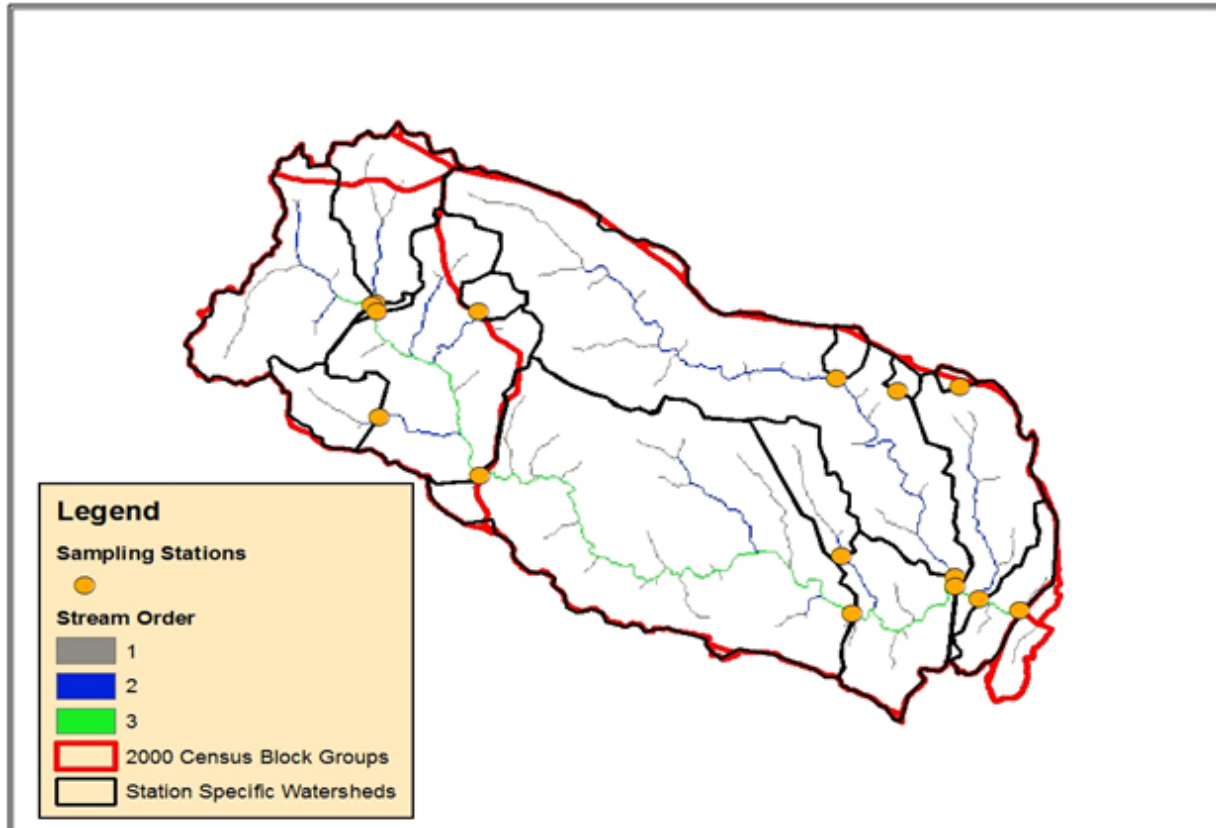 Legend
Sampling Stations
Stream Order
1
2
3
2000 Census Block Groups
Station Specific Watersheds